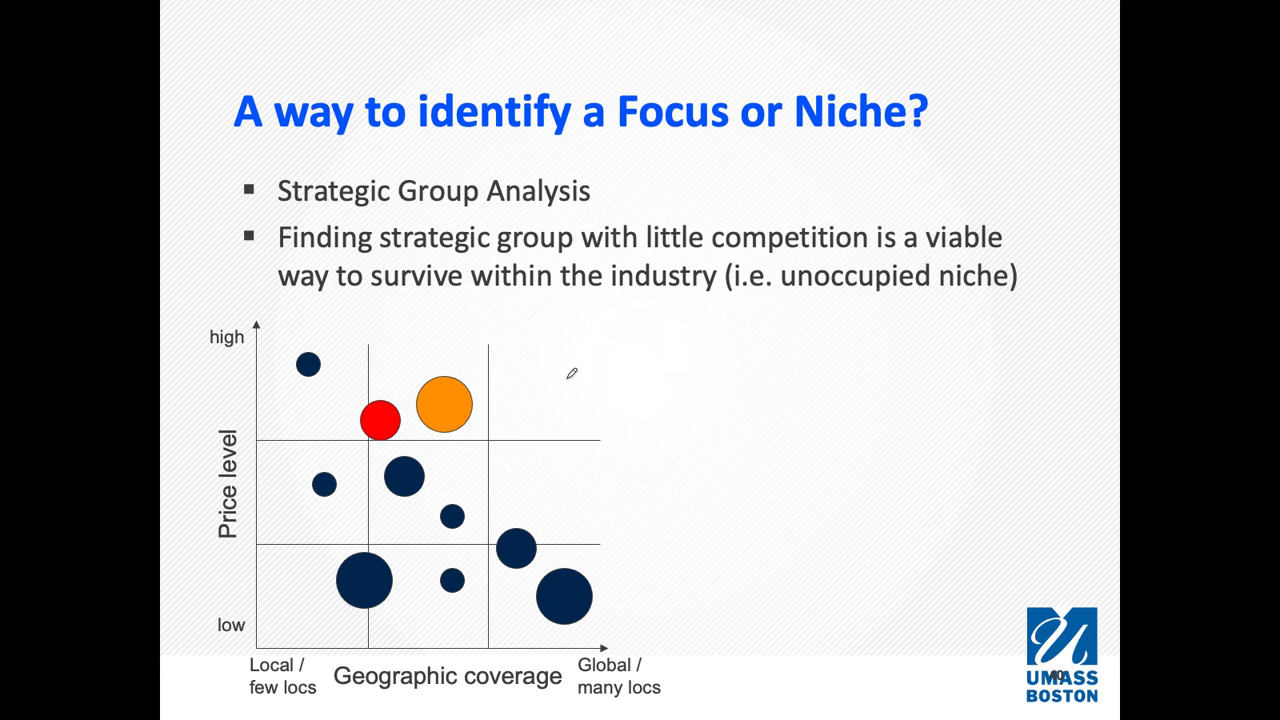 A way to identify a Focus or Niche?
Strategic Group Analysis
Finding strategic group with little competition is a viable
way to survive within the industry (i.e. unoccupied niche)
high
Price level
low
Local /
few locs
Geographic coverage
Global /
many locs
40
UMASS
BOSTON